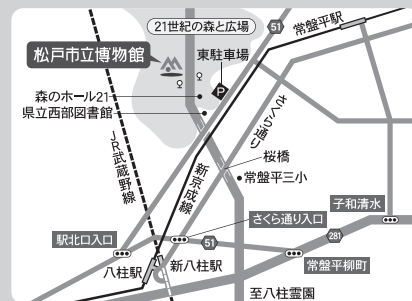 21世紀の森と広場
51
常盤平駅
松戸市立博物館
東駐車場
P
森のホール21
県立西部図書館
さくら通り
JR武蔵野線
新京成線
桜橋
常盤平三小
子和清水
駅北口入口
さくら通り入口
51
281
八柱駅
新八柱駅
常盤平柳町
至八柱霊園